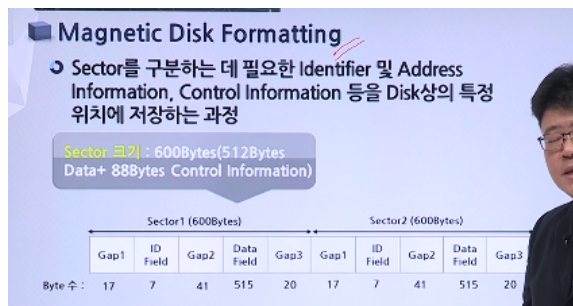 Magnetic Disk Formatting
Sector를 구분하는 데 필요한 Identifier 및 Address
Information, Control Information 등을 Disk상의 특정
위치에 저장하는 과정
Sector 크기 : 600Bytes(512Bytes
Data+ 88Bytes Control Information)
Sector1 (600Bytes) Sector2 (600Bytes)
Gap1 ID Field Gap2 Data Field Gap3 Gap1 ID Field Gap2 Data Field Gap3
Byte 수 : 17 7 41 515 20 17 7 41 515 20